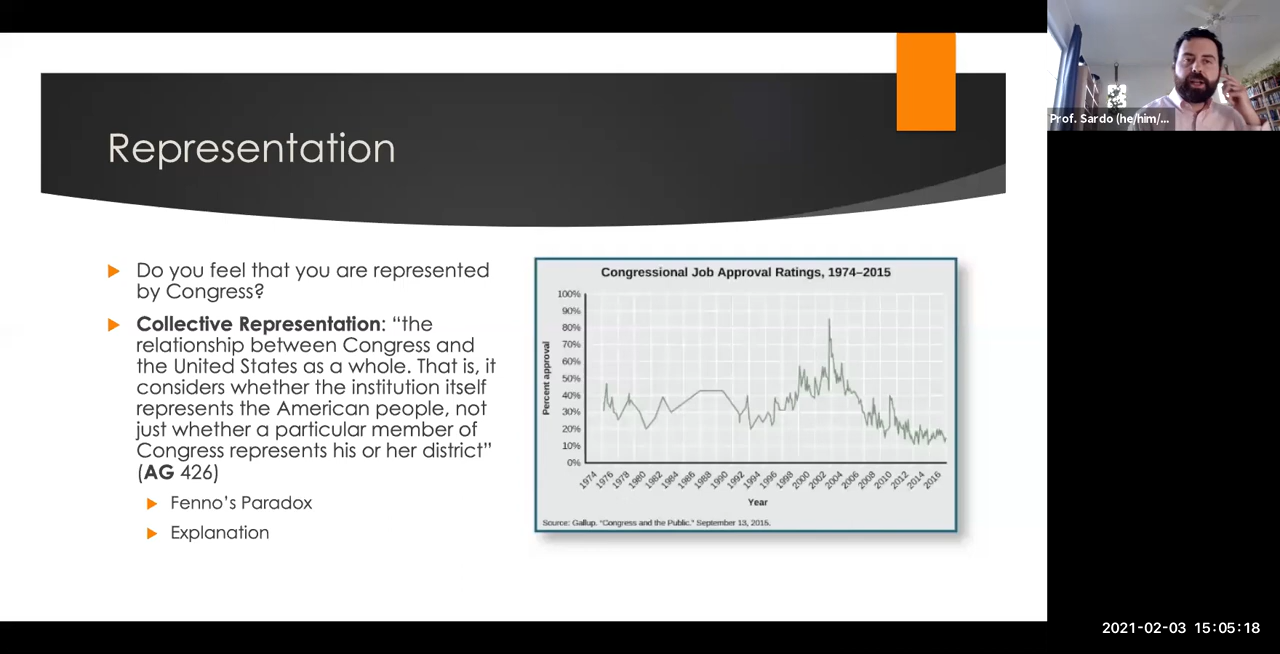 Representation
Do you feel that you are represented
by Congress?
Collective Representation: “the
relationship between Congress and
the United States as a whole. That is, it
considers whether the institution itself
represents the American people, not
just whether a particular member of
Congress represents his or her district”
(AG 426)
Fenno’s Paradox
Explanation
Congressional Job Approval Ratings, 1974–2015
Percent approval
100%
90%
80%
70%
60%
50%
40%
30%
20%
10%
0%
1974 1976 1978 1980 1982 1984 1986 1988 1990 1992 1994 1996 1998 2000 2002 2004 2006 2008 2010 2012 2014 2016
Year
Source: Gallup. “Congress and the Public.” September 13, 2015.
Prof. Sardo (he/him/...
2021-02-03 15:05:18